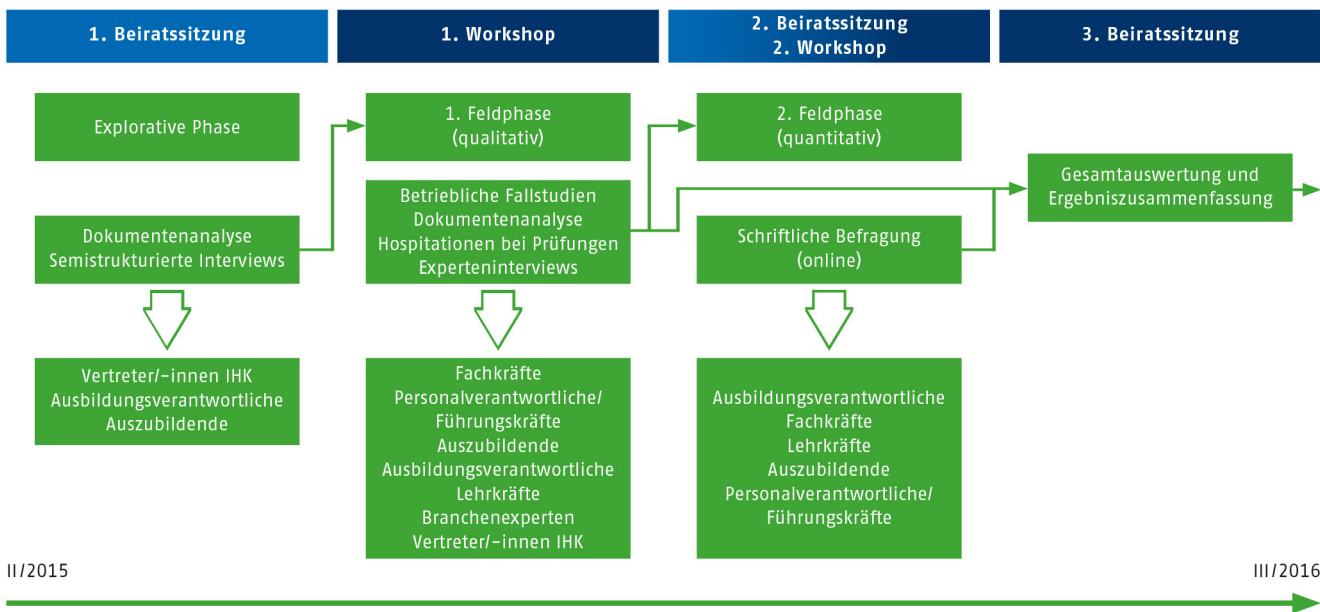 1. Beiratssitzung
1. Workshop
2. Beiratssitzung
2. Workshop
3. Beiratssitzung
Explorative Phase
Dokumentenanalyse
Semistrukturierte Interviews
Vertreter/-innen IHK
Ausbildungsverantwortliche
Auszubildende
1. Feldphase
(qualitativ)
Betriebliche Fallstudien
Dokumentenanalyse
Hospitationen bei Prüfungen
Experteninterviews
Fachkräfte
Personalverantwortliche/
Führungskräfte
Auszubildende
Ausbildungsverantwortliche
Lehrkräfte
Branchenexperten
Vertreter/-innen IHK
2. Feldphase
(quantitativ)
Schriftliche Befragung
(online)
Ausbildungsverantwortliche
Fachkräfte
Lehrkräfte
Auszubildende
Personalverantwortliche/
Führungskräfte
Gesamtauswertung und
Ergebniszusammenfassung
II/2015
III/2016